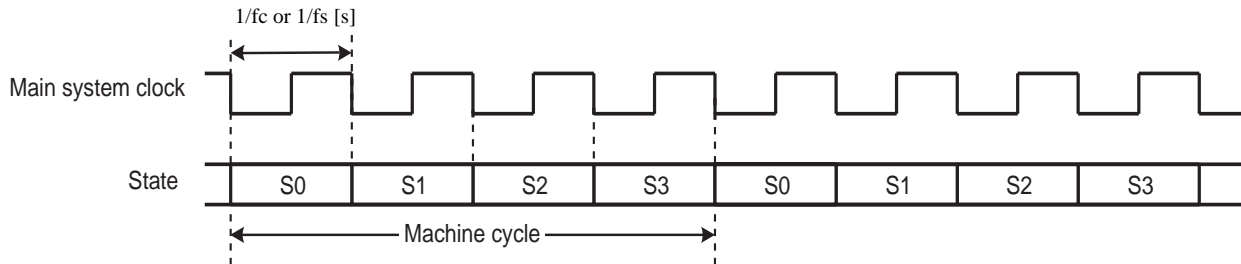 1/fc or 1/fs [s]
Main system clock
State S0 S1 S2 S3 S0 S1 S2 S3
Machine cycle